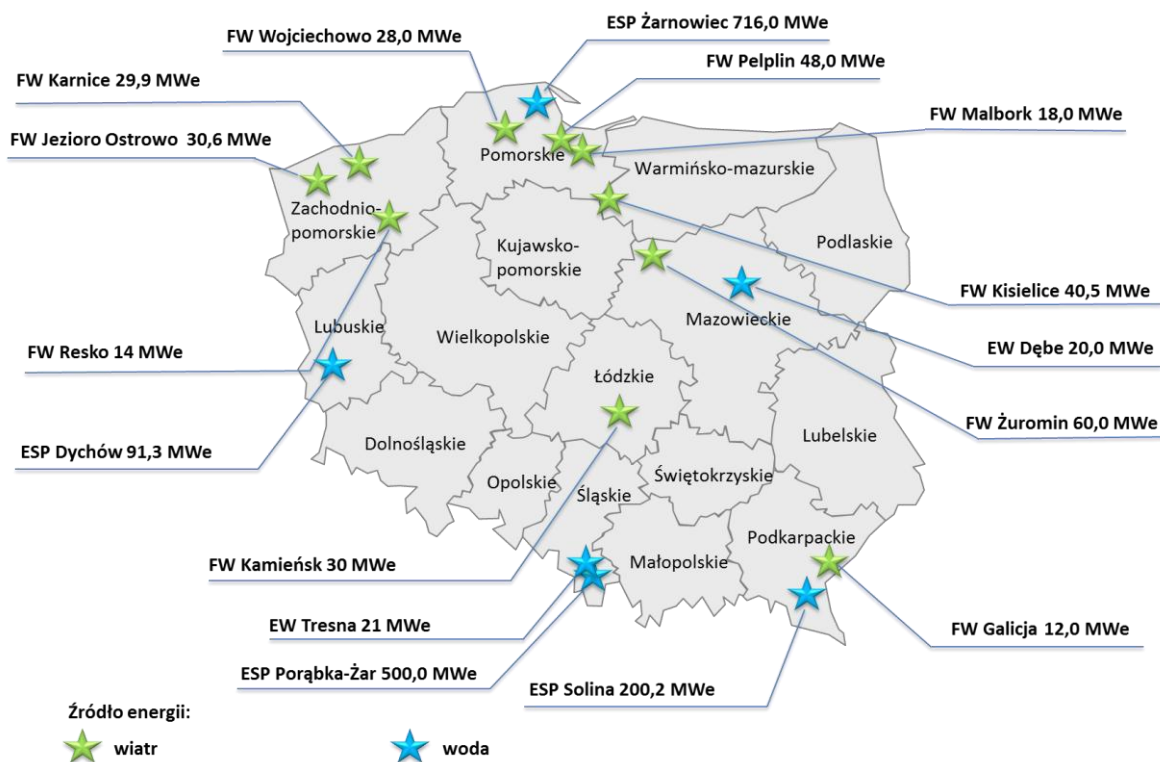 ESP Żarnowiec 716,0 MWe
FW Wojciechowo 28,0 MWe
FW Pelplin 48,0 MWe
FW Karnice 29,9 MWe
FW Malbork 18,0 MWe
FW Jezioro Ostrowo 30,6 MWe
Pomorskie
Warmińsko-mazurskie
Zachodnio-
pomorskie
Kujawsko-
pomorskie
Podlaskie
FW Kisielice 40,5 MWe
Lubuskie
Wielkopolskie
Mazowieckie
FW Resko 14 MWe
EW Dębe 20,0 MWe
Łódzkie
FW Żuromin 60,0 MWe
Dolnośląskie
Lubelskie
ESP Dychów 91,3 MWe
Opolskie
Śląskie
Świętokrzyskie
Podkarpackie
FW Kamieńsk 30 MWe
Małopolskie
EW Tresna 21 MWe
FW Galicja 12,0 MWe
ESP Porąbka-Żar 500,0 MWe
ESP Solina 200,2 MWe
Źródło energii:
wiatr
woda